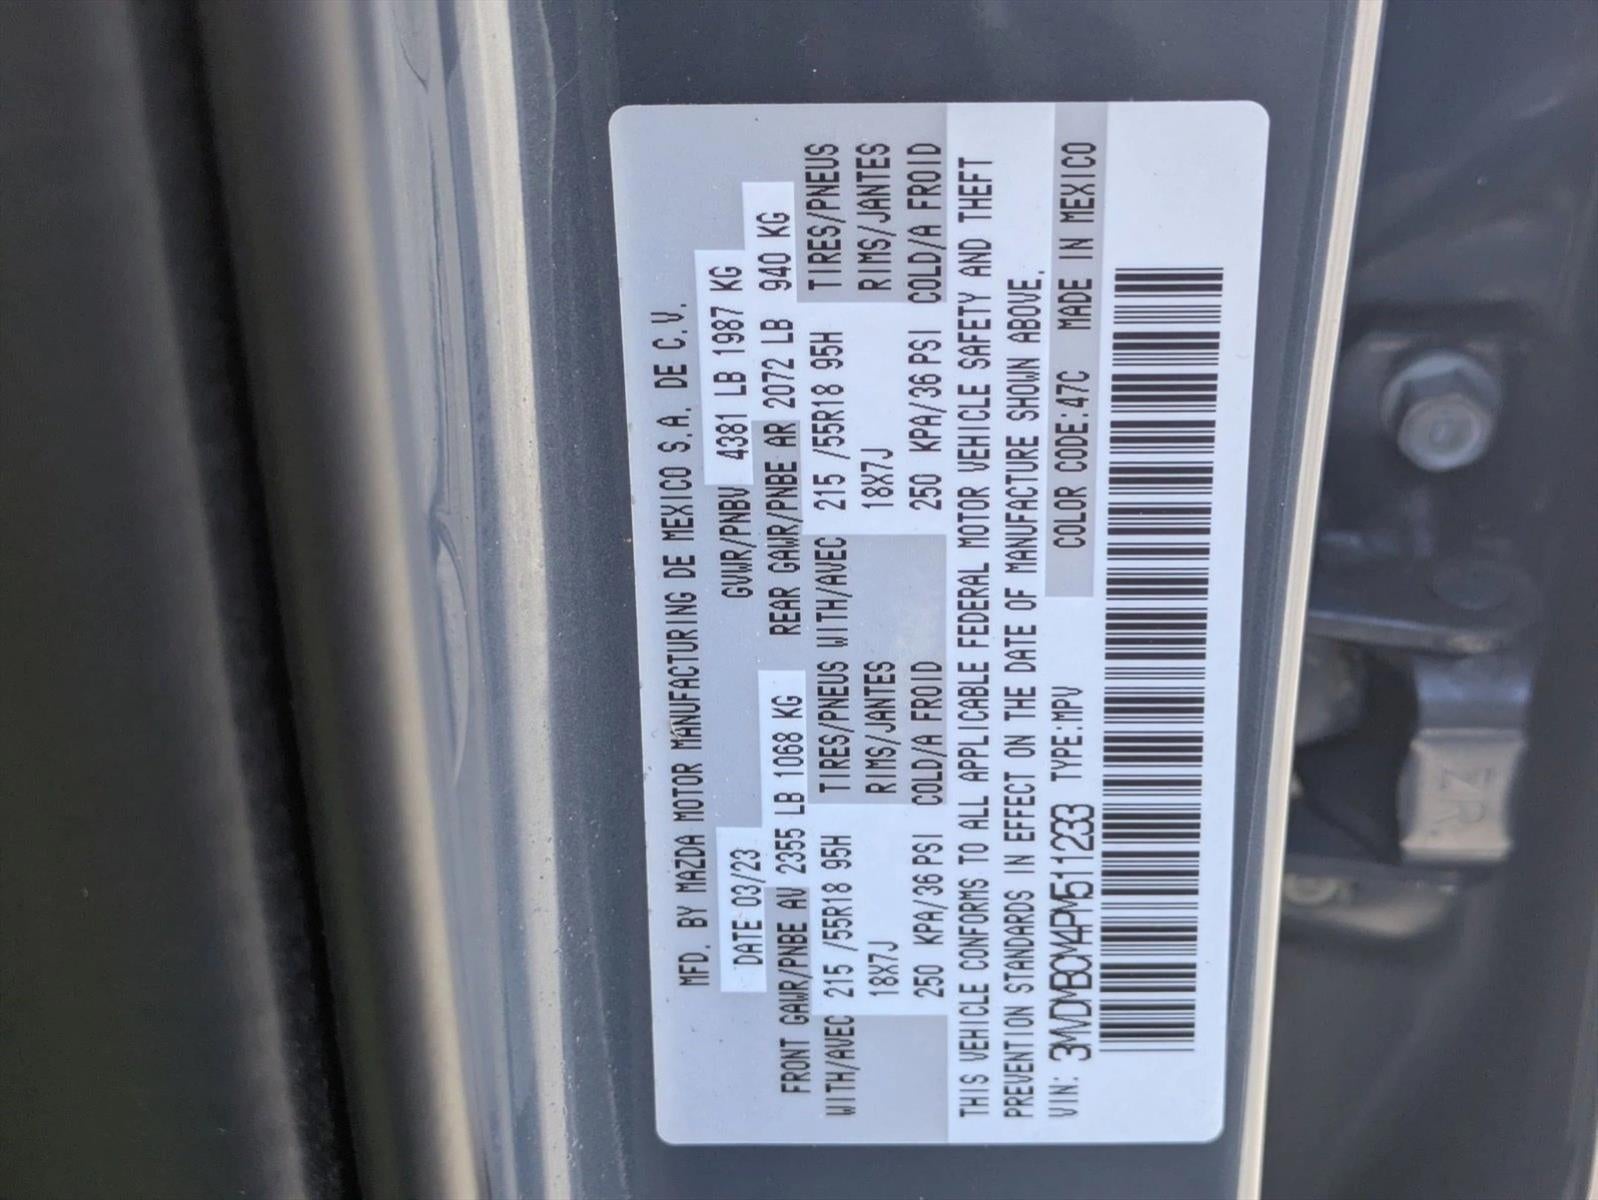 MFD. BY MAZDA MOTOR MANUFACTURING DE MEXICO S.A. DE C.V.
DATE 03/23 GVWR/PNBV 4381 LB 1987 KG
FRONT GAWR/PNBE AV 2355 LB 1068 KG REAR GAWR/PNBE AR 2072 LB 940 KG
WITH/AVEC 215 /55R18 95H TIRES/PNEUS WITH/AVEC 215 /55R18 95H TIRES/PNEUS
18X7J RIMS/JANTES 18X7J RIMS/JANTES
250 KPA/36 PSI COLD/A FROID 250 KPA/36 PSI COLD/A FROID
THIS VEHICLE CONFORMS TO ALL APPLICABLE FEDERAL MOTOR VEHICLE SAFETY AND THEFT
PREVENTION STANDARDS IN EFFECT ON THE DATE OF MANUFACTURE SHOWN ABOVE.
VIN: 3MVDMBCM4PM511233 TYPE:MPV COLOR CODE:47C MADE IN MEXICO